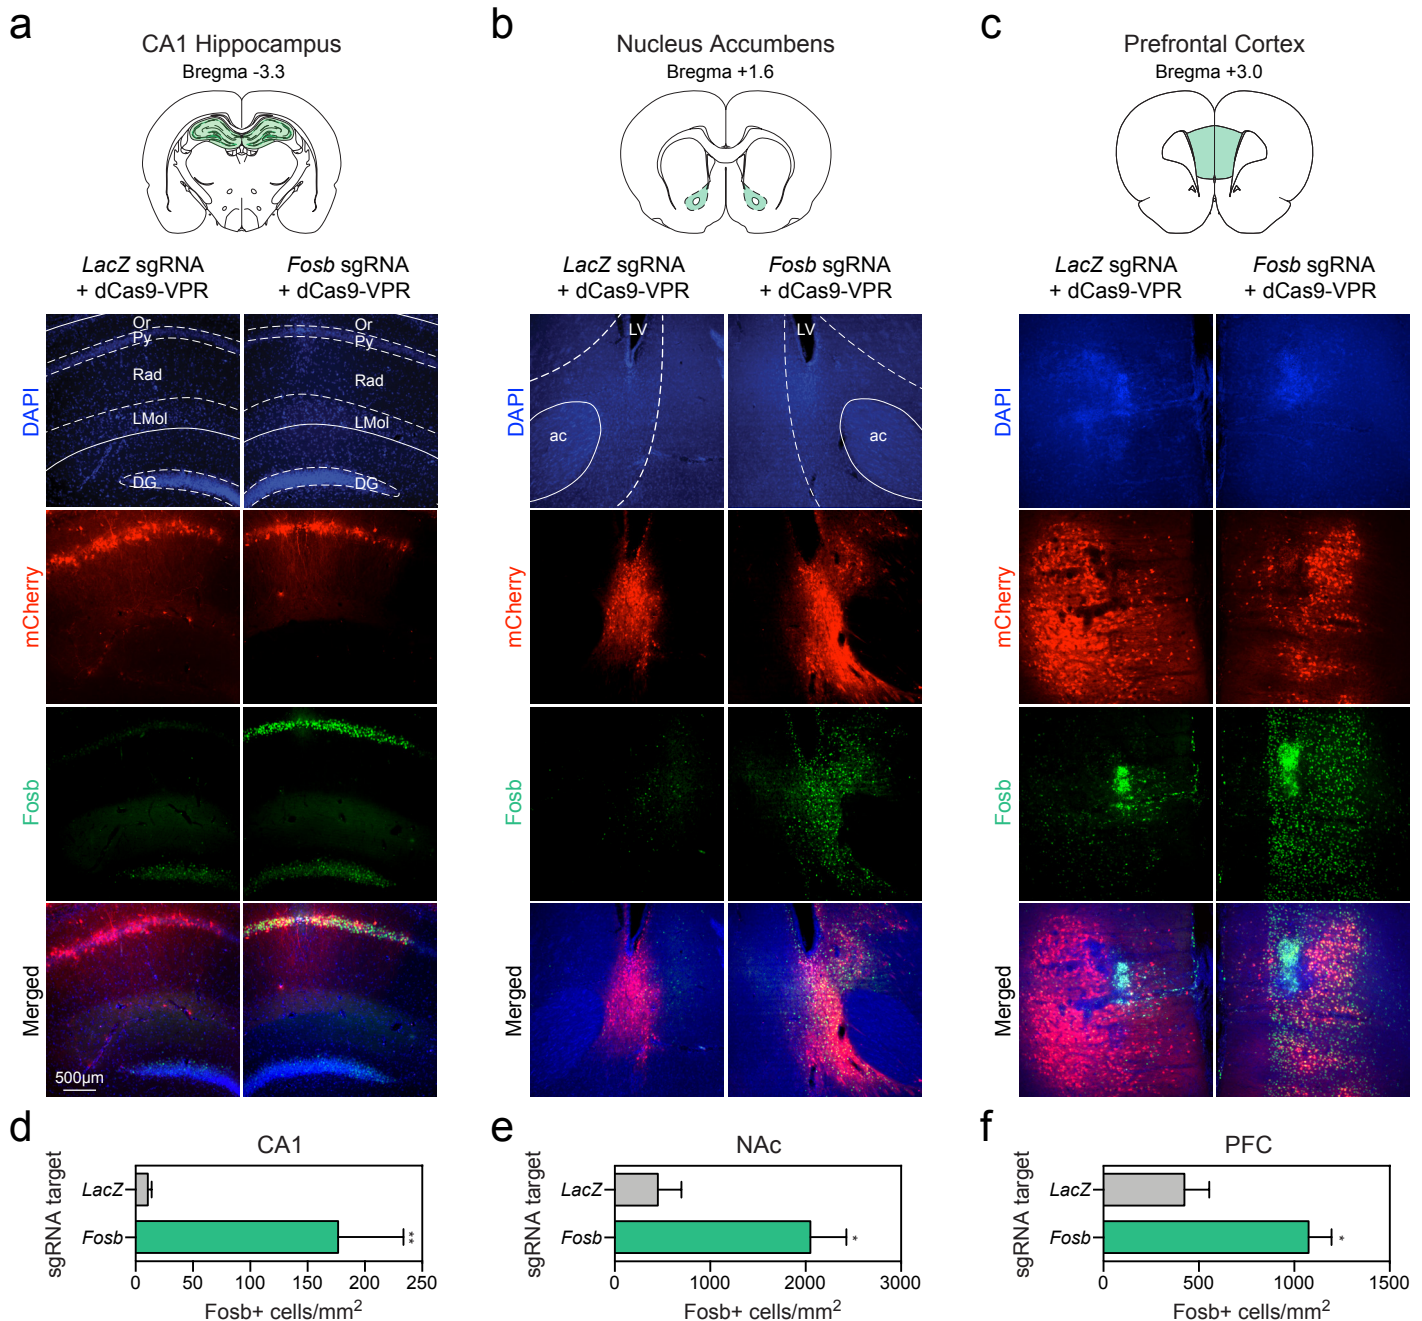 a
CA1 Hippocampus
Bregma -3.3
LacZ sgRNA
+ dCas9-VPR
Fosb sgRNA
+ dCas9-VPR
DAPI
Or
Py
Rad
LMol
DG
Or
Py
Rad
LMol
DG
mCherry
Fosb
Merged
500µm
b
Nucleus Accumbens
Bregma +1.6
LacZ sgRNA
+ dCas9-VPR
Fosb sgRNA
+ dCas9-VPR
DAPI
LV
ac
LV
ac
mCherry
Fosb
Merged
c
Prefrontal Cortex
Bregma +3.0
LacZ sgRNA
+ dCas9-VPR
Fosb sgRNA
+ dCas9-VPR
DAPI
mCherry
Fosb
Merged
d
CA1
sgRNA target
LacZ
Fosb
**
0 50 100 150 200 250
Fosb+ cells/mm²
e
NAc
sgRNA target
LacZ
Fosb
*
0 1000 2000 3000
Fosb+ cells/mm²
f
PFC
sgRNA target
LacZ
Fosb
*
0 500 1000 1500
Fosb+ cells/mm²